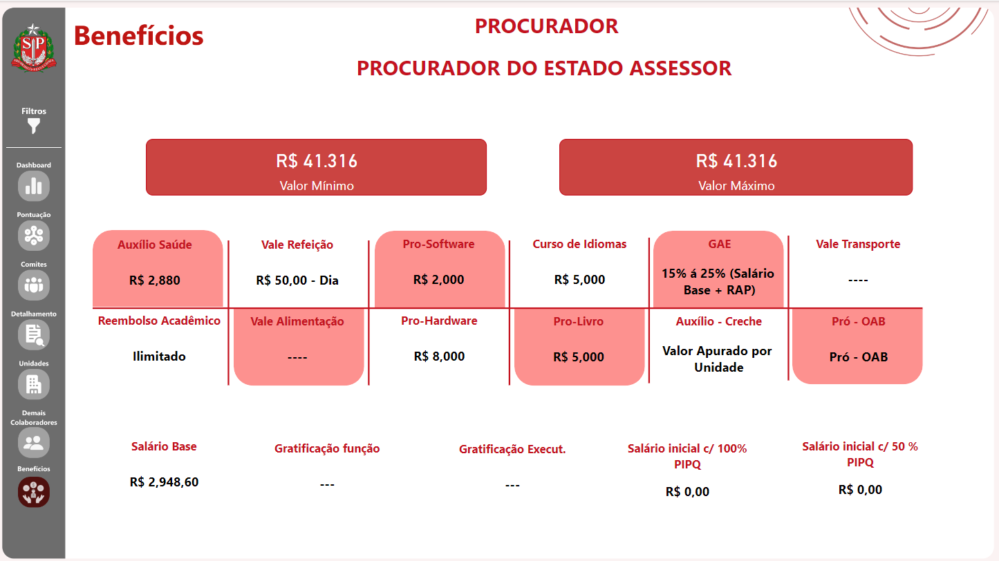 Benefícios
PROCURADOR
PROCURADOR DO ESTADO ASSESSOR
SP
Filtros
Dashboard
Pontuação
Comites
Detalhamento
Unidades
Demais
Colaboradores
Benefícios
R$ 41.316
Valor Mínimo
R$ 41.316
Valor Máximo
Auxílio Saúde
R$ 2,880
Vale Refeição
R$ 50,00 - Dia
Pro-Software
R$ 2,000
Curso de Idiomas
R$ 5,000
GAE
15% á 25% (Salário
Base + RAP)
Vale Transporte
----
Reembolso Acadêmico
Ilimitado
Vale Alimentação
----
Pro-Hardware
R$ 8,000
Pro-Livro
R$ 5,000
Auxílio - Creche
Valor Apurado por
Unidade
Pró - OAB
Pró - OAB
Salário Base
R$ 2,948,60
Gratificação função
---
Gratificação Execut.
---
Salário inicial c/ 100%
PIPQ
R$ 0,00
Salário inicial c/ 50 %
PIPQ
R$ 0,00